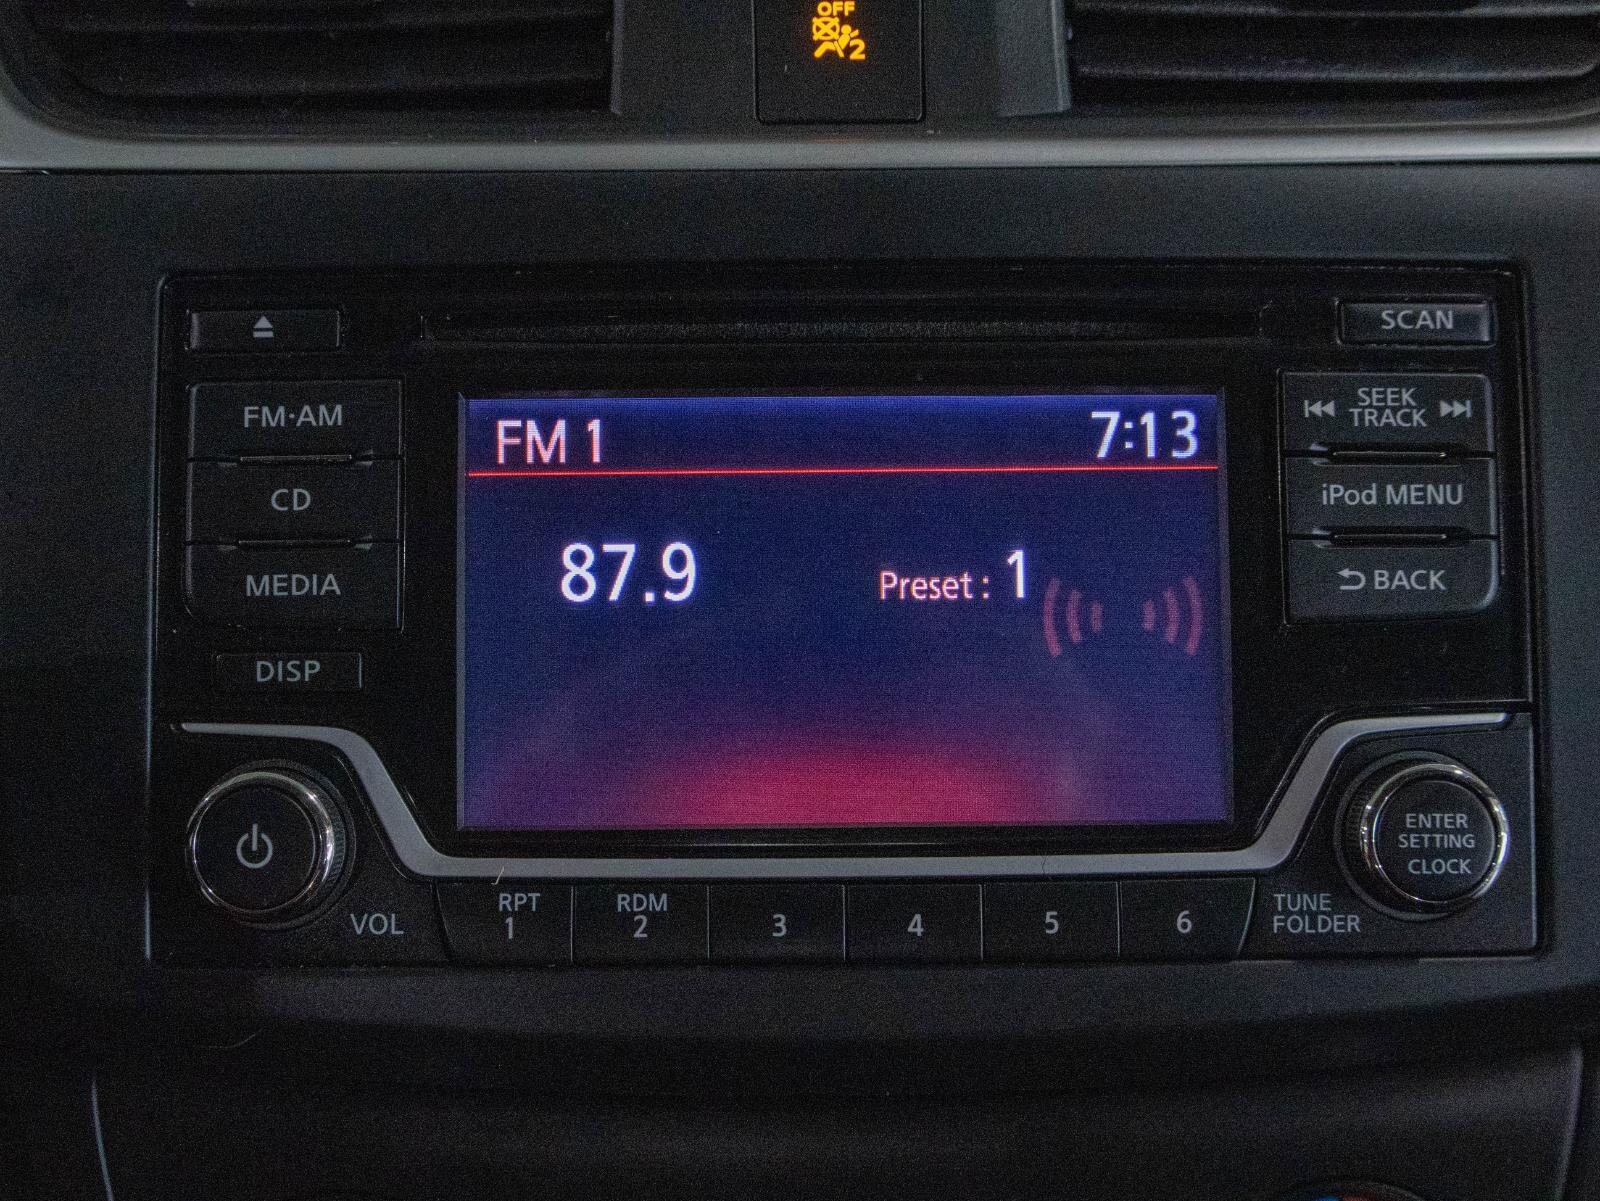 OFF
2
SCAN
FM·AM
SEEK
TRACK
FM 1
7:13
CD
iPod MENU
87.9
Preset : 1
MEDIA
BACK
DISP
ENTER
SETTING
CLOCK
VOL
RPT
1
RDM
2
3
4
5
6
TUNE
FOLDER